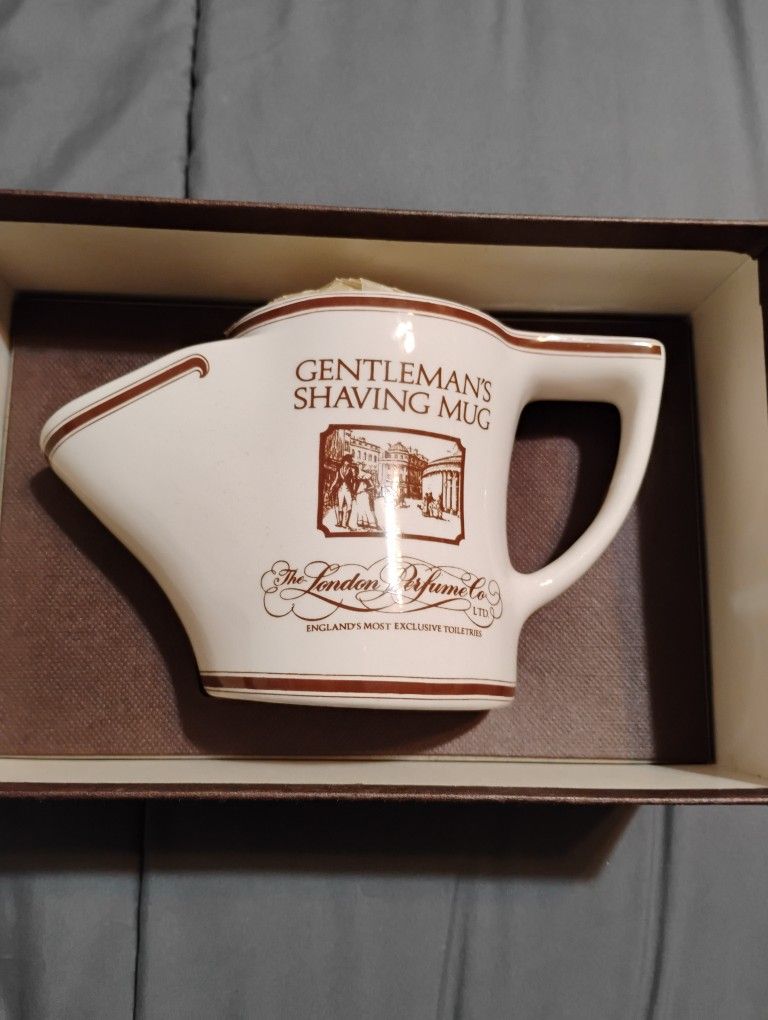 GENTLEMAN'S
SHAVING MUG
The London Perfume Co
LTD.
ENGLAND'S MOST EXCLUSIVE TOILETRIES